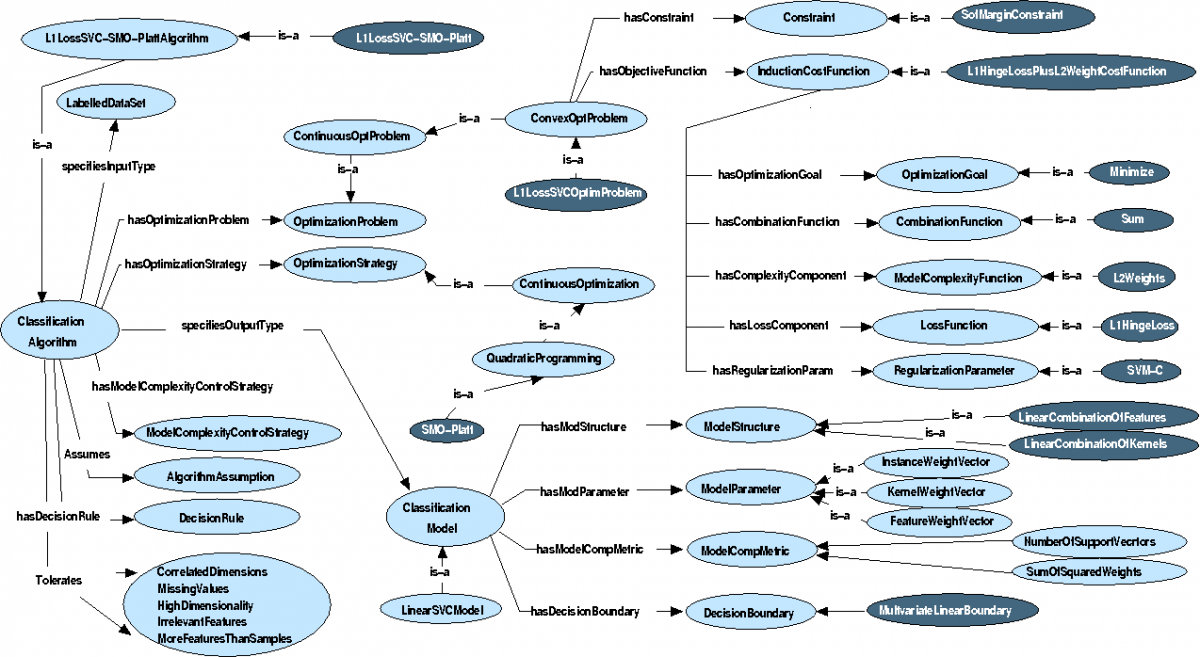 hasConstraint
Constraint
is-a
SofMarginConstraint
L1LossSVC-SMO-PlattAlgorithm
is-a
L1LossSVC-SMO-Platt
hasObjectiveFunction
InductionCostFunction
is-a
L1HingeLossPlusL2WeightCostFunction
LabelledDataSet
is-a
ConvexOptProblem
ContinuousOptProblem
is-a
is-a
specifiesInputType
is-a
L1LossSVCOptimProblem
hasOptimizationGoal
OptimizationGoal
is-a
Minimize
hasOptimizationProblem
OptimizationProblem
hasCombinationFunction
CombinationFunction
is-a
Sum
hasOptimizationStrategy
OptimizationStrategy
is-a
ContinuousOptimization
hasComplexityComponent
ModelComplexityFunction
is-a
L2Weights
Classification
Algorithm
speciesOutputType
is-a
hasLossComponent
LossFunction
is-a
L1HingeLoss
QuadraticProgramming
hasRegularizationParam
RegularizationParameter
is-a
SVM-C
hasModelComplexityControlStrategy
is-a
SMO-Platt
ModelComplexityControlStrategy
hasModStructure
ModelStructure
is-a
is-a
LinearCombinationOfFeatures
LinearCombinationOfKernels
Assumes
AlgorithmAssumption
hasModParameter
ModelParameter
is-a
is-a
is-a
InstanceWeightVector
KernelWeightVector
FeatureWeightVector
hasDecisionRule
DecisionRule
Classification
Model
hasModelCompMetric
ModelCompMetric
NumberOfSupportVecrtors
SumOfSquaredWeights
Tolerates
CorrelatedDimensions
MissingValues
HighDimensionality
IrrelevantFeatures
MoreFeaturesThanSamples
is-a
LinearSVCModel
hasDecisionBoundary
DecisionBoundary
MultivariateLinearBoundary